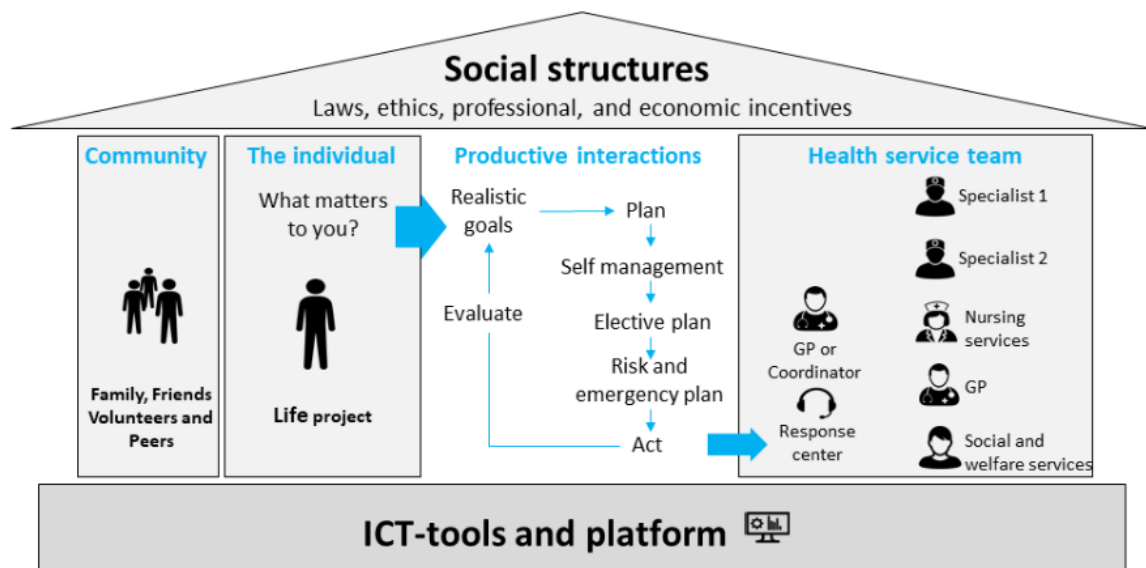 Social structures
Laws, ethics, professional, and economic incentives
Community
Family, Friends
Volunteers and
Peers
The individual
What matters
to you?
Life project
Productive interactions
Realistic
goals
Plan
Self management
Elective plan
Risk and
emergency plan
Act
Evaluate
Health service team
GP or
Coordinator
Response
center
Specialist 1
Specialist 2
Nursing
services
GP
Social and
welfare services
ICT-tools and platform